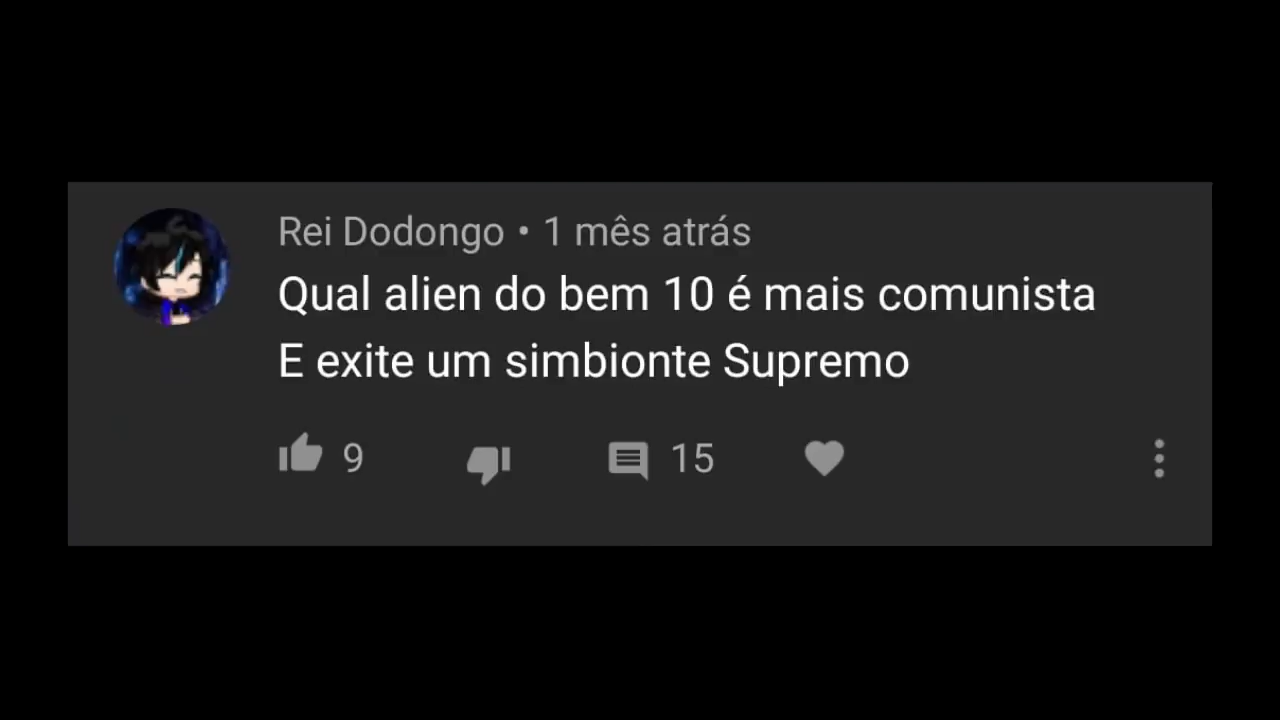 Rei Dodongo • 1 mês atrás
Qual alien do bem 10 é mais comunista
E exite um simbionte Supremo
9 15